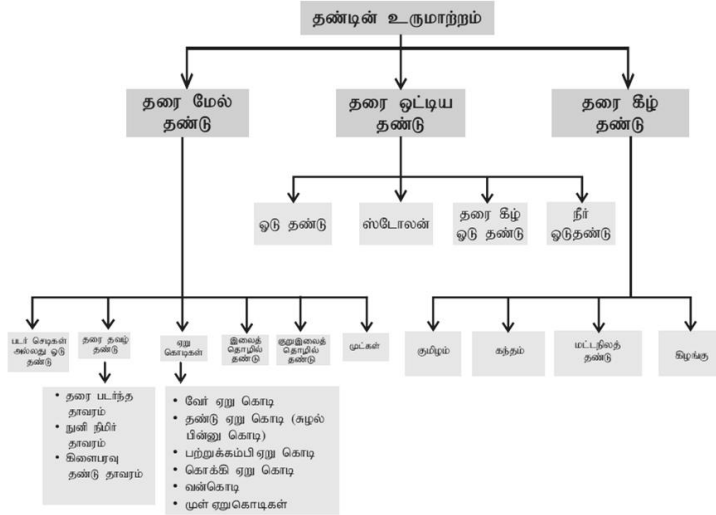 தண்டின் உருமாற்றம்
தரை மேல்
தண்டு
தரை ஒட்டிய
தண்டு
தரை கீழ்
தண்டு
ஓடு தண்டு
ஸ்டோலன்
தரை கீழ்
ஓடு தண்டு
நீர்
ஓடுதண்டு
படர் செடிகள்
அல்லது ஓடு
தண்டு
தரை தவழ்
தண்டு
ஏறு
கொடிகள்
இலைத்
தொழில்
தண்டு
குறுஇலைத்
தொழில்
தண்டு
முட்கள்
குமிழம்
கந்தம்
மட்டநிலத்
தண்டு
கிழங்கு
• தரை படர்ந்த
தாவரம்
• நுனி நிமிர்
தாவரம்
• கிளைபரவு
தண்டு தாவரம்
• வேர் ஏறு கொடி
• தண்டு ஏறு கொடி (சுழல்
பின்னு கொடி)
• பற்றுக்கம்பி ஏறு கொடி
• கொக்கி ஏறு கொடி
• வன்கொடி
• முள் ஏறுகொடிகள்